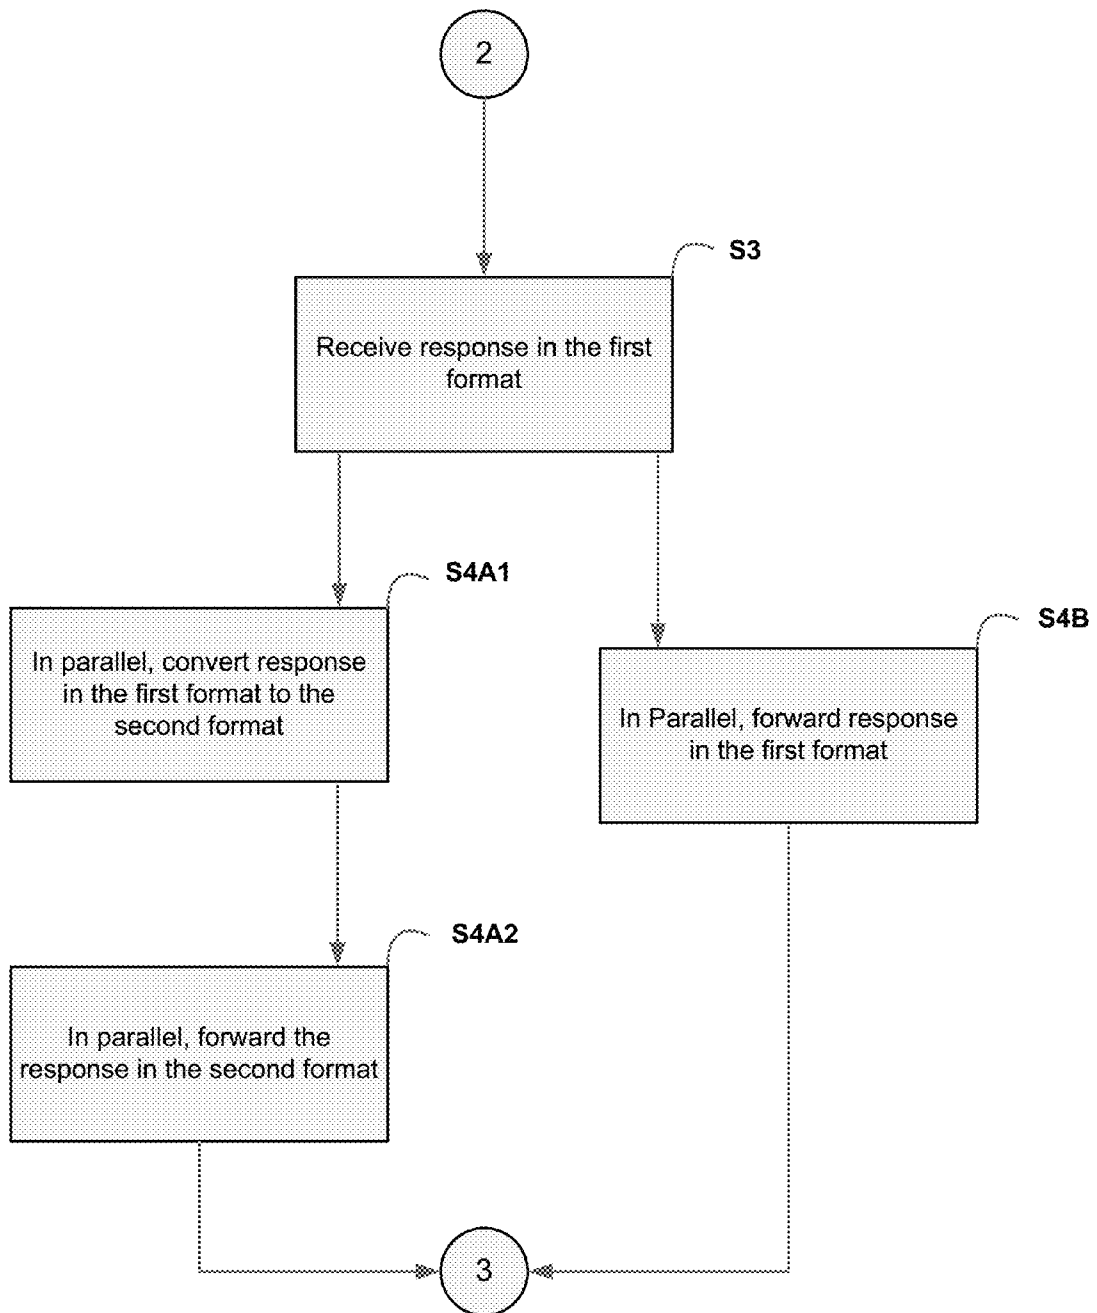 2
S3
Receive response in the first
format
S4A1
In parallel, convert response
in the first format to the
second format
S4B
In Parallel, forward response
in the first format
S4A2
In parallel, forward the
response in the second format
3